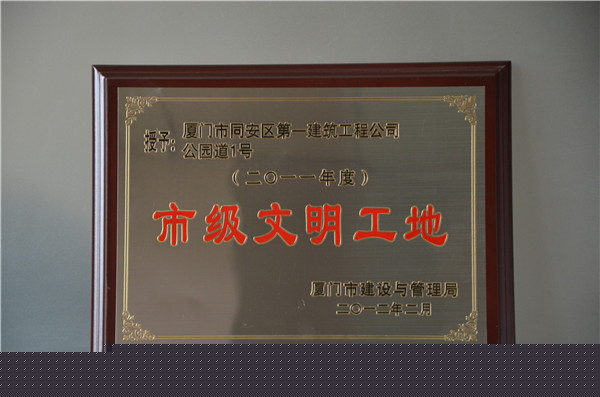 授予：厦门市同安区第一建筑工程公司
公园道1号
（二〇一一年度）
市级文明工地
厦门市建设与管理局
二〇一二年二月